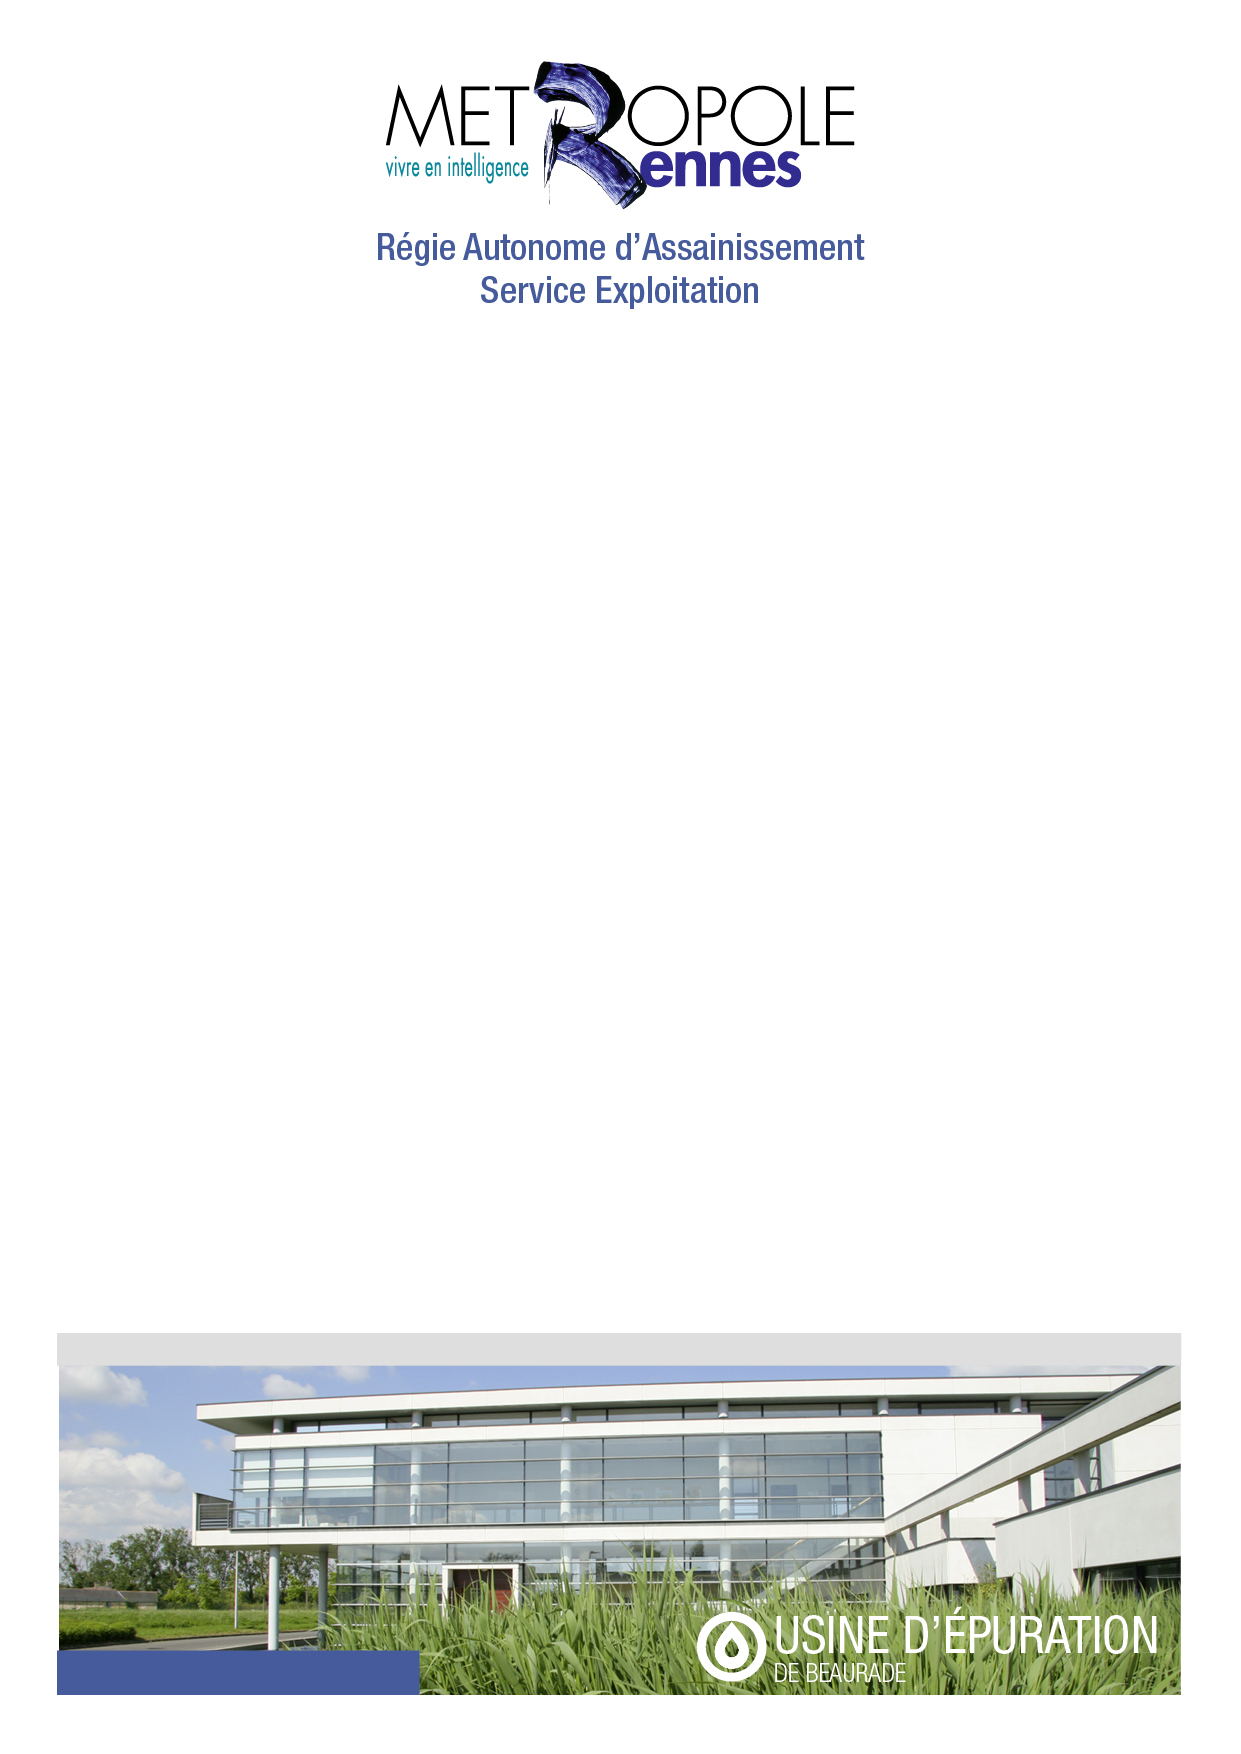 METROPOLE
vivre en intelligence
Rennes
Régie Autonome d’Assainissement
Service Exploitation
USINE D’ÉPURATION
DE BEAURADE